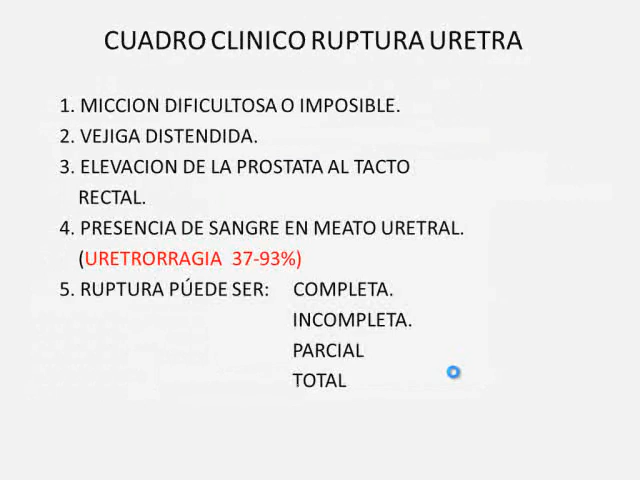 CUADRO CLINICO RUPTURA URETRA
1. MICCION DIFICULTOSA O IMPOSIBLE.
2. VEJIGA DISTENDIDA.
3. ELEVACION DE LA PROSTATA AL TACTO
RECTAL.
4. PRESENCIA DE SANGRE EN MEATO URETRAL.
(URETRORRAGIA 37-93%)
5. RUPTURA PÚEDE SER: COMPLETA.
INCOMPLETA.
PARCIAL
TOTAL